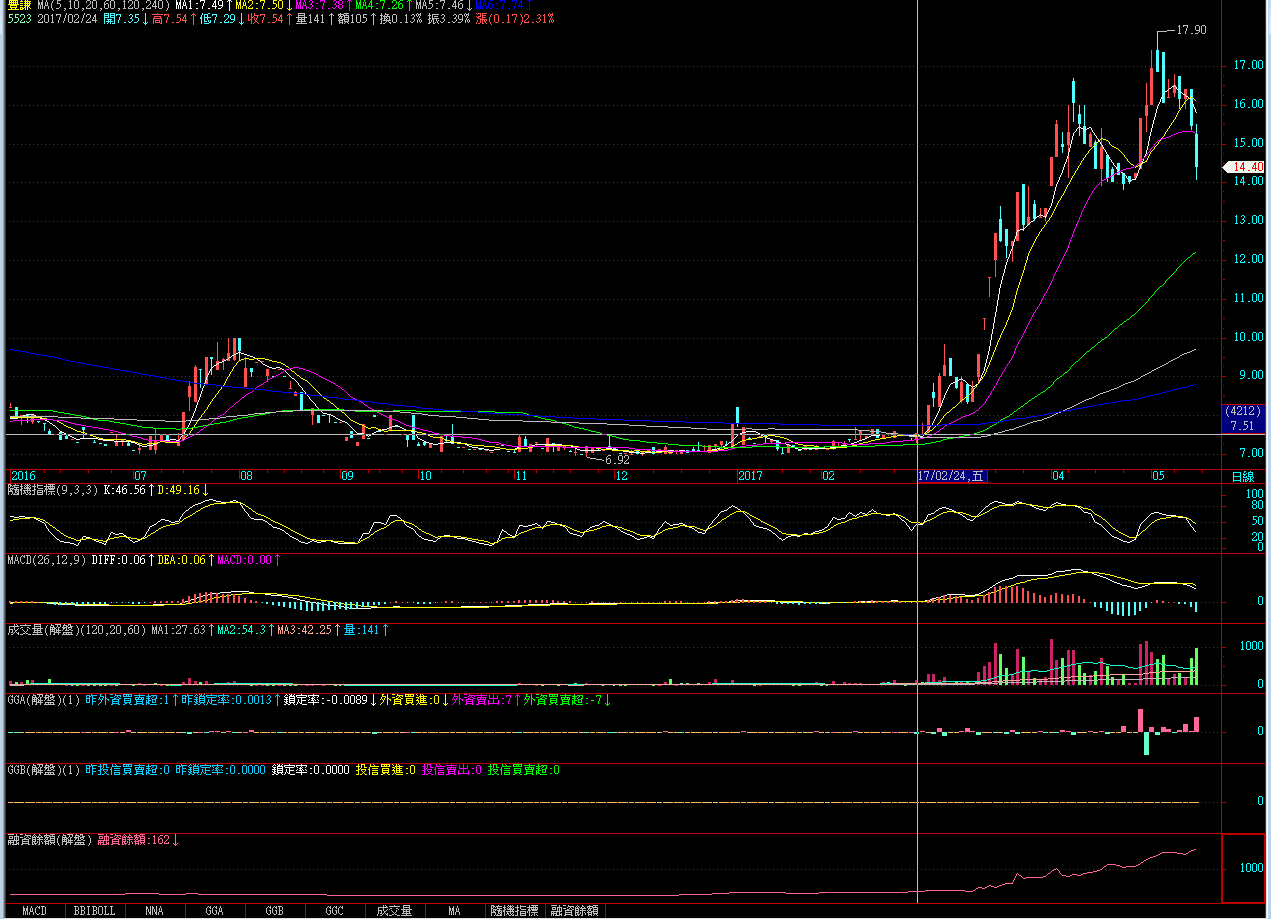 豐謙 MA(5,10,20,60,120,240) MA1:7.49↑MA2:7.50↓MA3:7.38↑MA4:7.26↑MA5:7.46↓MA6:7.74↑
5523 2017/02/24 開7.35↓高7.54↑低7.29↓收7.54↑量141↑額105↑換0.13% 振3.39% 漲(0.17)2.31%
17.90
17.00
16.00
15.00
14.40
14.00
13.00
12.00
11.00
10.00
9.00
(4212)
7.51
7.00
6.92
2016 07 08 09 10 11 12 2017 02 17/02/24,五 04 05 日線
隨機指標(9,3,3) K:46.56↑D:49.16↓
100
80
50
20
0
MACD(26,12,9) DIFF:0.06↑DEA:0.06↑MACD:0.00↑
0
成交量(解盤)(120,20,60) MA1:27.63↑MA2:54.3↑MA3:42.25↑量:141↑
1000
0
GGA(解盤)(1) 昨外資買賣超:1↑昨鎖定率:0.0013↑鎖定率:-0.0089↓外資買進:0↓外資賣出:7↑外資買賣超:-7↓
0
GGB(解盤)(1) 昨投信買賣超:0 昨鎖定率:0.0000 鎖定率:0.0000 投信買進:0 投信賣出:0 投信買賣超:0
0
融資餘額(解盤) 融資餘額:162↓
1000
MACD BBIBOLL NNA GGA GGB GGC 成交量 MA 隨機指標 融資餘額